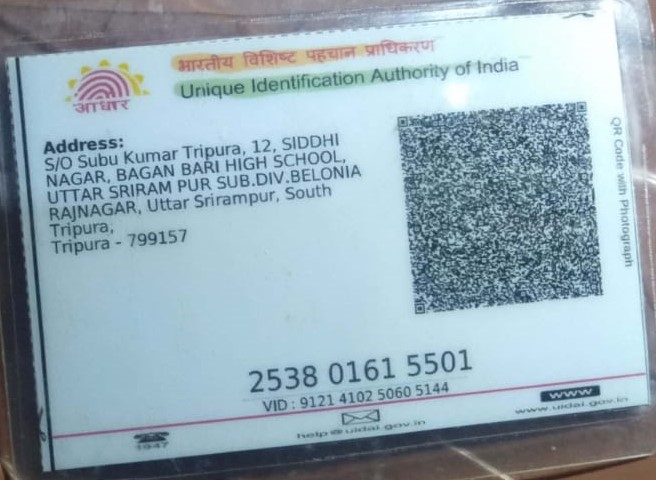 भारतीय विशिष्ट पहचान प्राधिकरण
Unique Identification Authority of India
आधार
Address:
S/O Subu Kumar Tripura, 12, SIDDHI
NAGAR, BAGAN BARI HIGH SCHOOL,
UTTAR SRIRAM PUR SUB.DIV.BELONIA
RAJNAGAR, Uttar Srirampur, South
Tripura,
Tripura - 799157
QR Code with Photograph
2538 0161 5501
VID : 9121 4102 5060 5144
1947
help@uidai.gov.in
www
www.uidai.gov.in